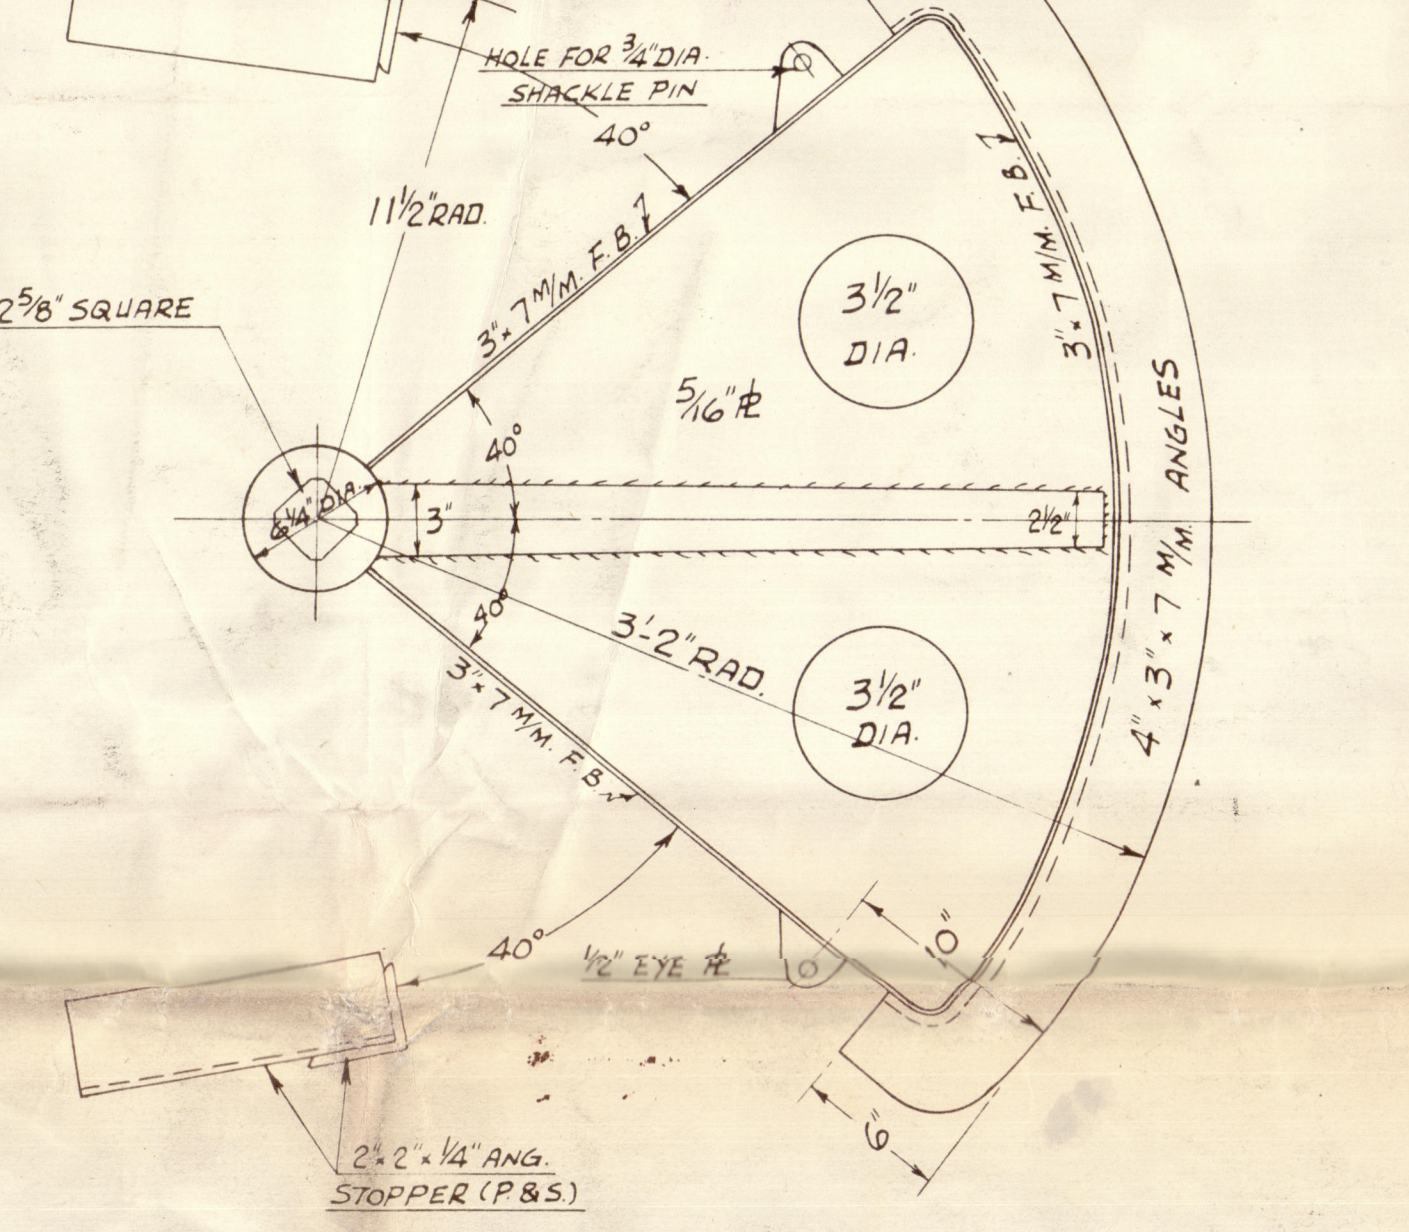 HOLE FOR 3/4" DIA.
SHACKLE PIN
40°
11 1/2" RAD.
3" x 7 M/M. F.B.
3" x 7 M/M. F.B.
2 5/8" SQUARE
3 1/2"
DIA.
5/16" PL
40°
6 1/4" DIA.
3"
2 1/2"
4" x 3" x 7 M/M. ANGLES
40°
3'-2" RAD.
3" x 7 M/M. F.B.
3 1/2"
DIA.
40°
1/2" EYE PL
10"
6"
2" x 2" x 1/4" ANG.
STOPPER (P. & S.)